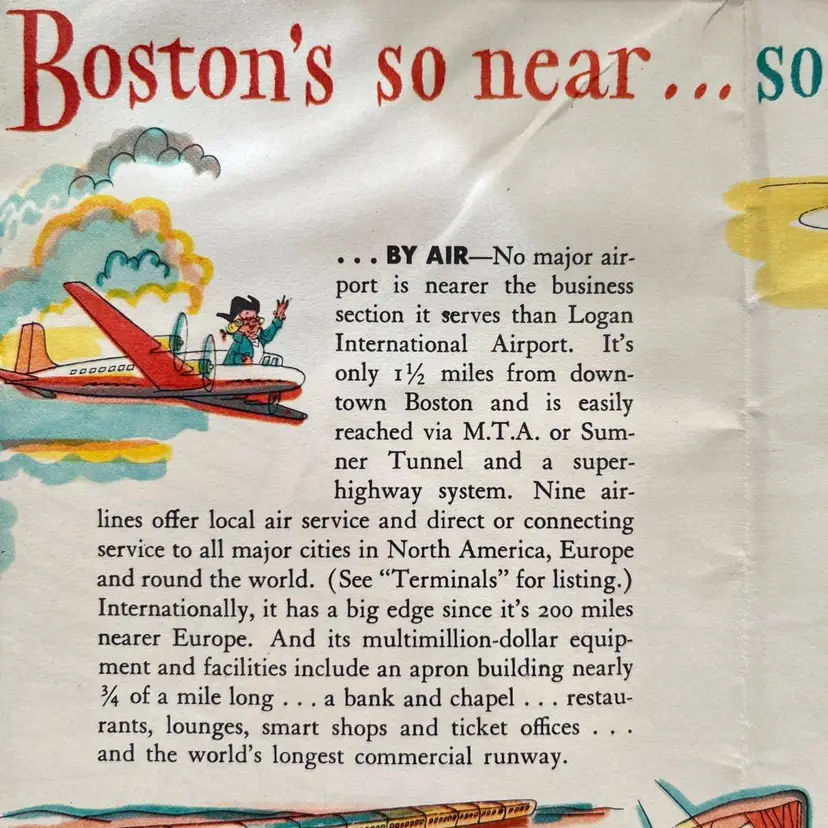 Boston's so near... so
... BY AIR—No major air-
port is nearer the business
section it serves than Logan
International Airport. It's
only 1½ miles from down-
town Boston and is easily
reached via M.T.A. or Sum-
ner Tunnel and a super-
highway system. Nine air-
lines offer local air service and direct or connecting
service to all major cities in North America, Europe
and round the world. (See "Terminals" for listing.)
Internationally, it has a big edge since it's 200 miles
nearer Europe. And its multimillion-dollar equip-
ment and facilities include an apron building nearly
¾ of a mile long ... a bank and chapel ... restau-
rants, lounges, smart shops and ticket offices ...
and the world's longest commercial runway.